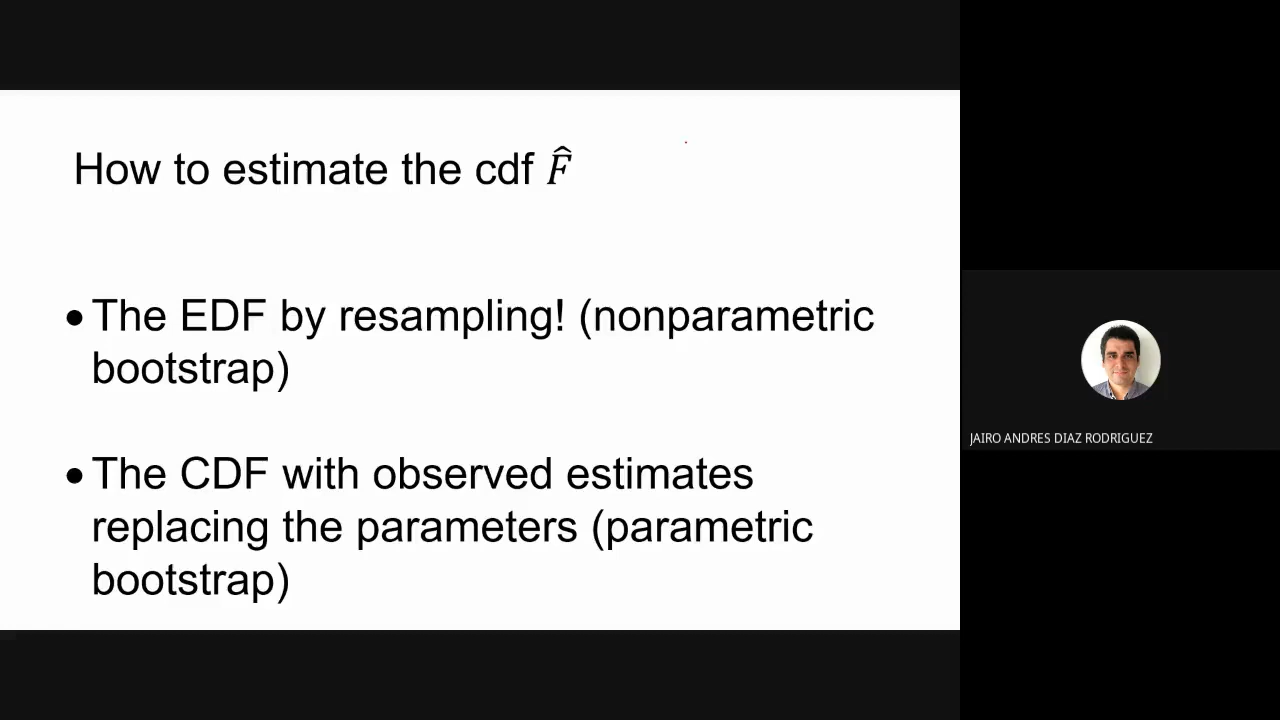 How to estimate the cdf F̂
• The EDF by resampling! (nonparametric
bootstrap)
• The CDF with observed estimates
replacing the parameters (parametric
bootstrap)
JAIRO ANDRES DIAZ RODRIGUEZ